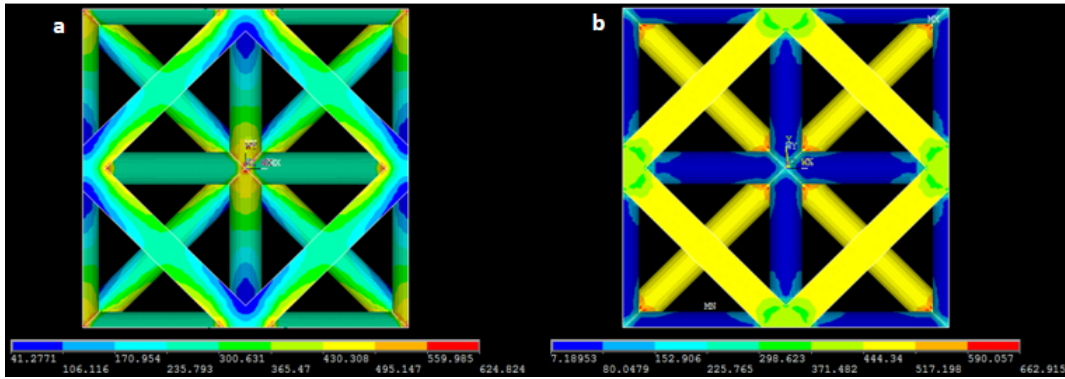 a
b
MX
MN
41.2771 170.954 300.631 430.308 559.985
106.116 235.793 365.47 495.147 624.824
7.18953 152.906 298.623 444.34 590.057
80.0479 225.765 371.482 517.198 662.915